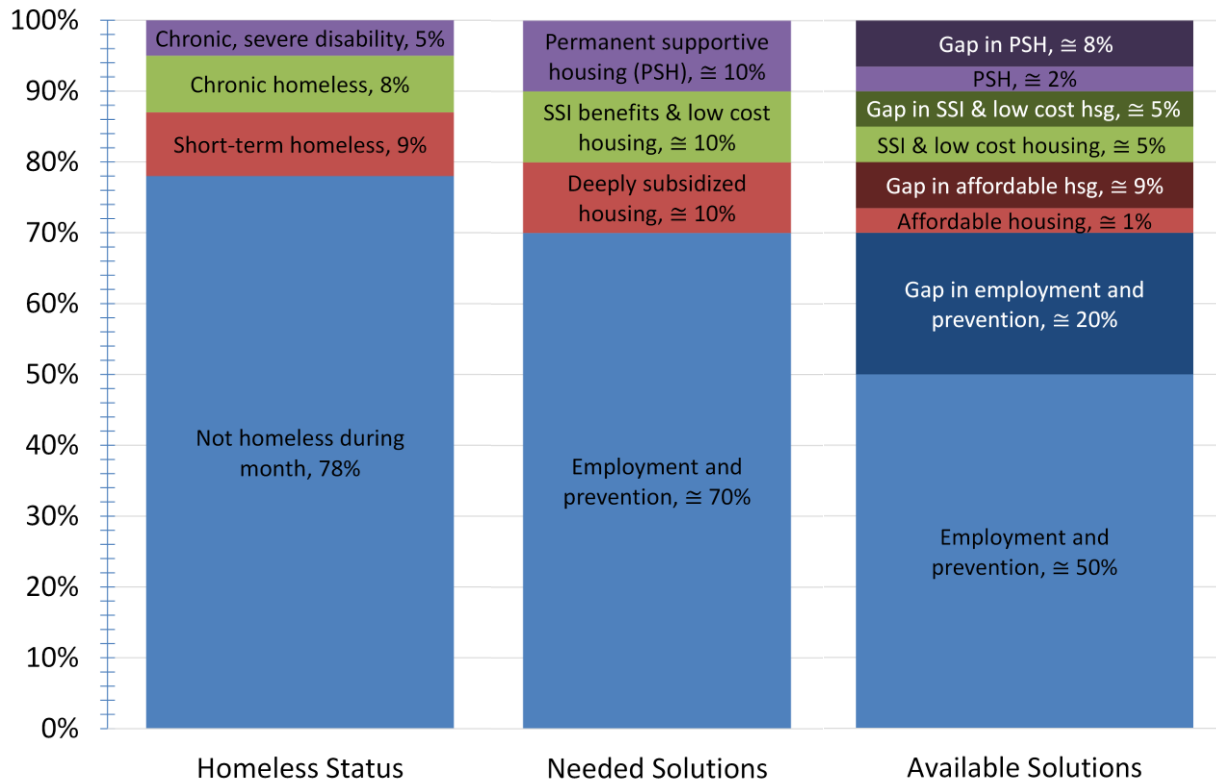 100%
90%
80%
70%
60%
50%
40%
30%
20%
10%
0%
Chronic, severe disability, 5%
Chronic homeless, 8%
Short-term homeless, 9%
Not homeless during
month, 78%
Homeless Status
Permanent supportive
housing (PSH), ≅ 10%
SSI benefits & low cost
housing, ≅ 10%
Deeply subsidized
housing, ≅ 10%
Employment and
prevention, ≅ 70%
Needed Solutions
Gap in PSH, ≅ 8%
PSH, ≅ 2%
Gap in SSI & low cost hsg, ≅ 5%
SSI & low cost housing, ≅ 5%
Gap in affordable hsg, ≅ 9%
Affordable housing, ≅ 1%
Gap in employment and
prevention, ≅ 20%
Employment and
prevention, ≅ 50%
Available Solutions